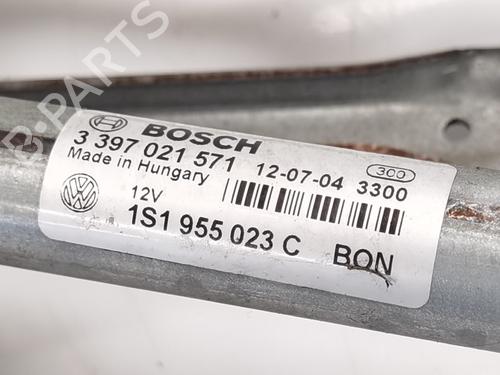 B-PARTS
BOSCH
3 397 021 571 12-07-04 3300
300
Made in Hungary
12V
1S1 955 023 C BON